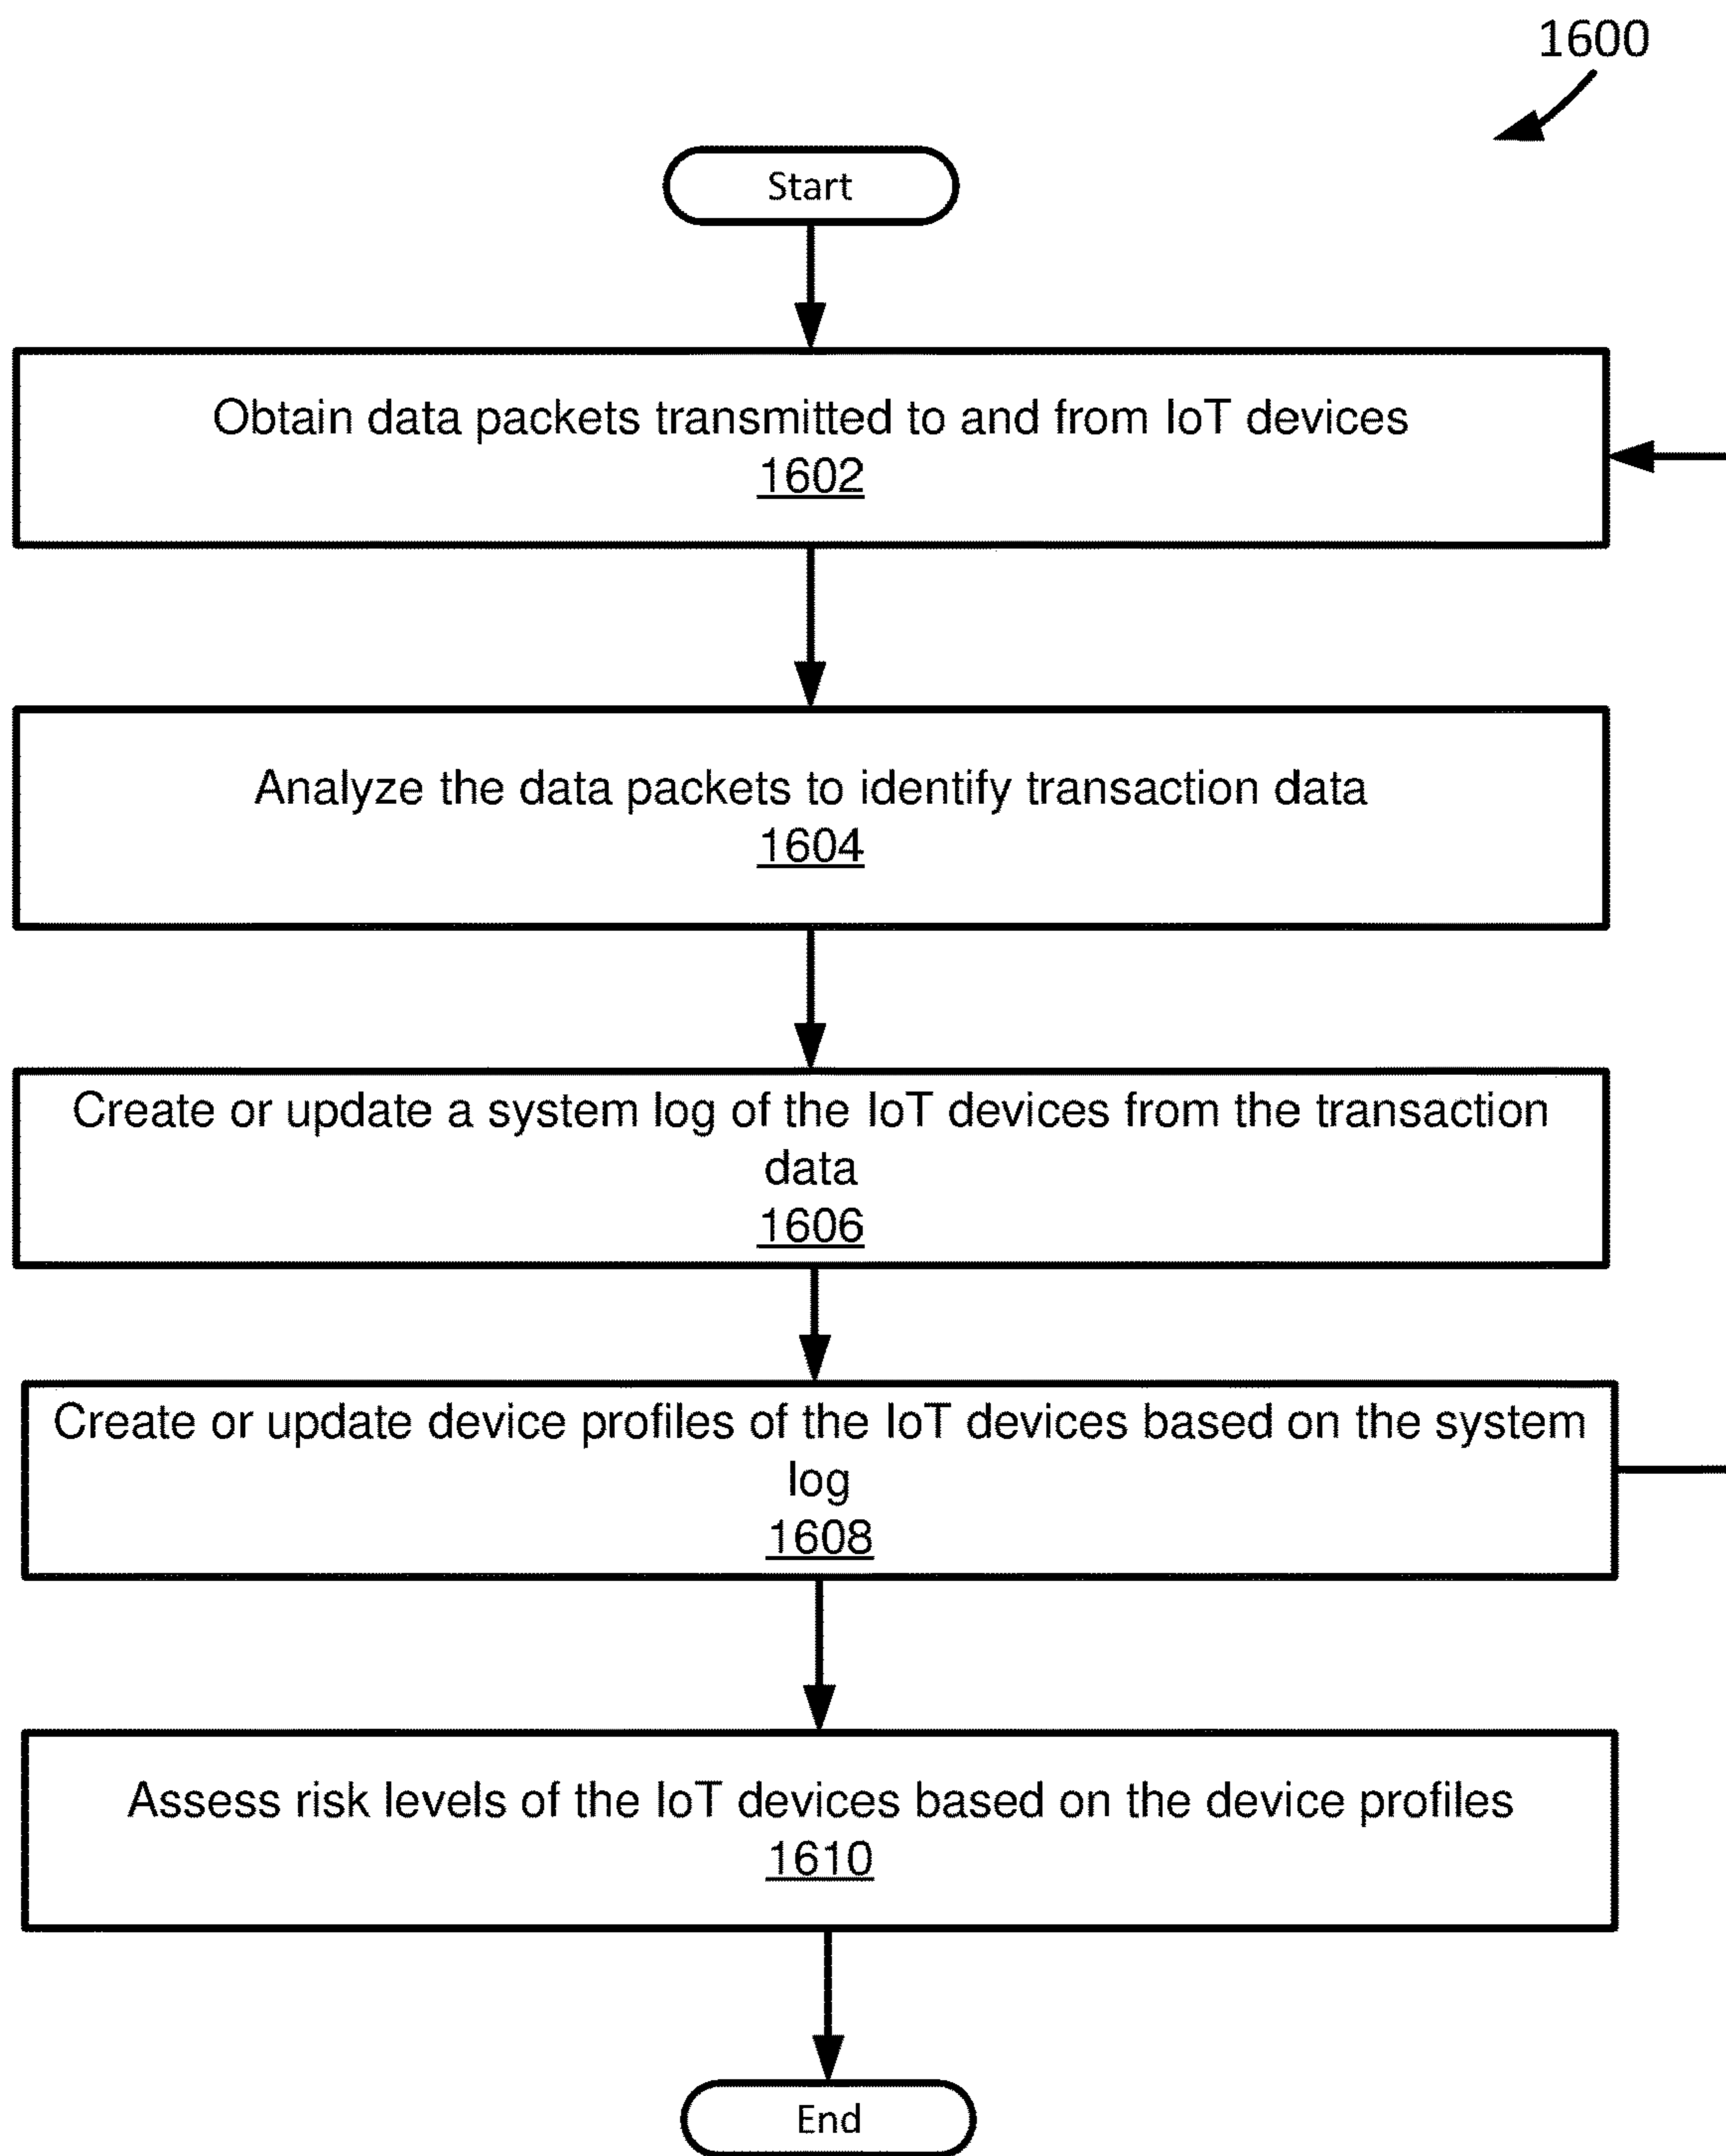 1600
Start
Obtain data packets transmitted to and from IoT devices
1602
Analyze the data packets to identify transaction data
1604
Create or update a system log of the IoT devices from the transaction
data
1606
Create or update device profiles of the IoT devices based on the system
log
1608
Assess risk levels of the IoT devices based on the device profiles
1610
End